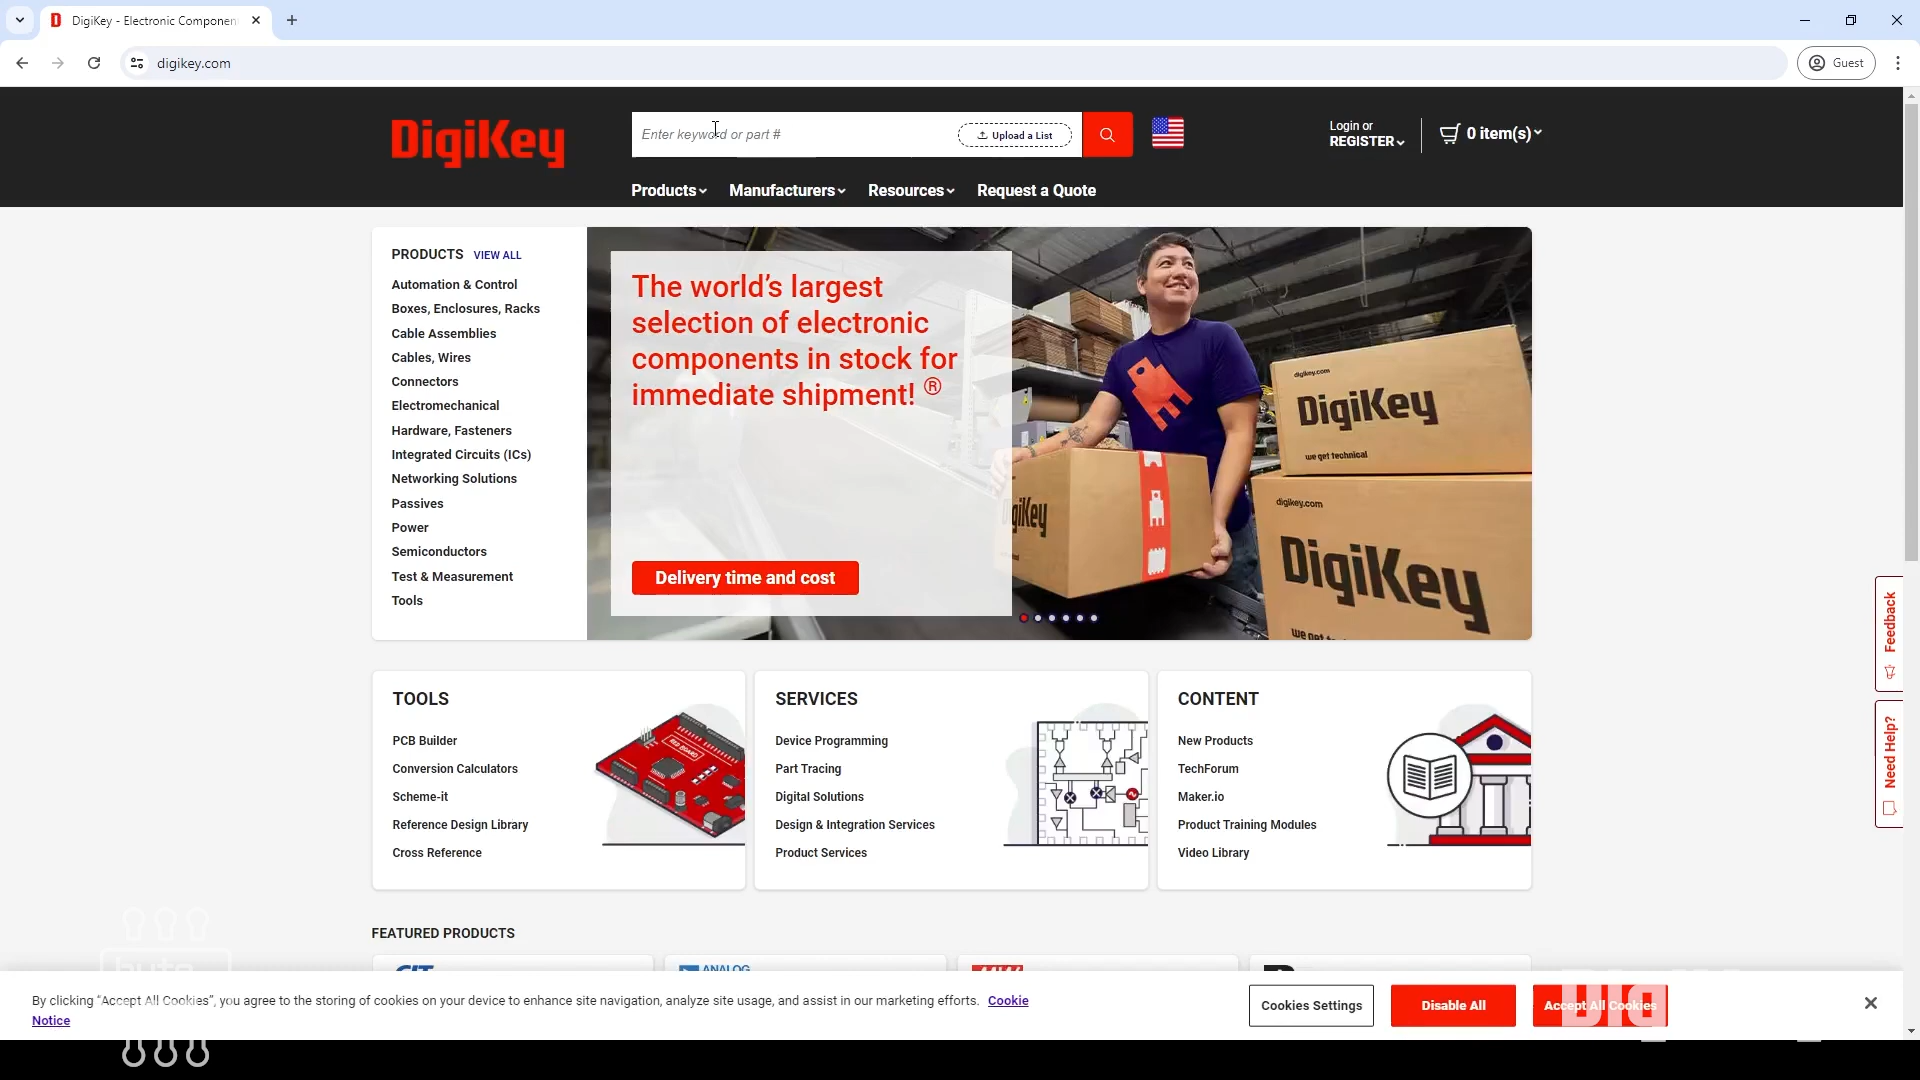 DigiKey - Electronic Componen
digikey.com
Guest
DigiKey
Enter keyword or part #
Upload a List
Login or
REGISTER
0 item(s)
Products
Manufacturers
Resources
Request a Quote
PRODUCTS VIEW ALL
Automation & Control
Boxes, Enclosures, Racks
Cable Assemblies
Cables, Wires
Connectors
Electromechanical
Hardware, Fasteners
Integrated Circuits (ICs)
Networking Solutions
Passives
Power
Semiconductors
Test & Measurement
Tools
The world’s largest
selection of electronic
components in stock for
immediate shipment! ®
Delivery time and cost
digikey.com
DigiKey
we get technical
digikey.com
DigiKey
giKey
Feedback
Need Help?
TOOLS
PCB Builder
Conversion Calculators
Scheme-it
Reference Design Library
Cross Reference
SERVICES
Device Programming
Part Tracing
Digital Solutions
Design & Integration Services
Product Services
CONTENT
New Products
TechForum
Maker.io
Product Training Modules
Video Library
FEATURED PRODUCTS
ANALOG
By clicking “Accept All Cookies”, you agree to the storing of cookies on your device to enhance site navigation, analyze site usage, and assist in our marketing efforts. Cookie
Notice
Cookies Settings
Disable All
Accept All Cookies